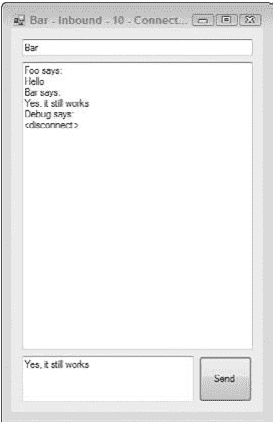 Bar - Inbound - 10 - Connect...
Bar
Foo says:
Hello
Bar says:
Yes, it still works
Debug says:
<disconnect>
Yes, it still works
Send